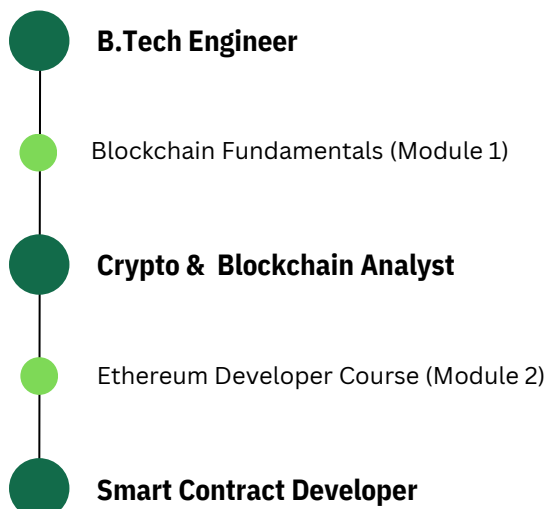 B.Tech Engineer
Blockchain Fundamentals (Module 1)
Crypto & Blockchain Analyst
Ethereum Developer Course (Module 2)
Smart Contract Developer